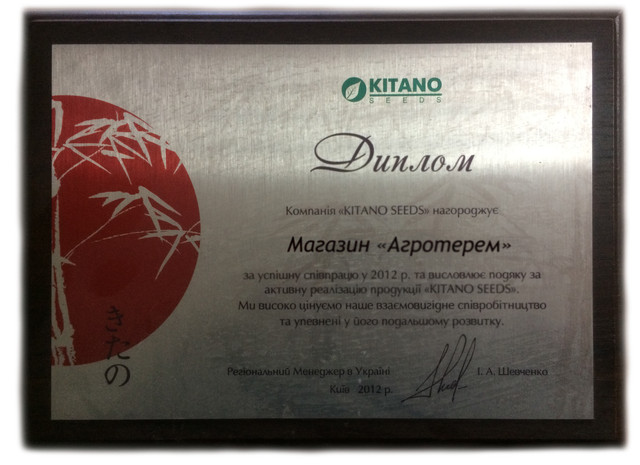 KITANO
SEEDS
Диплом
Компанія «KITANO SEEDS» нагороджує
Магазин «Агротерем»
за успішну співпрацю у 2012 р. та висловлює подяку за
активну реалізацію продукції «KITANO SEEDS».
Ми високо цінуємо наше взаємовигідне співробітництво
та упевнені у його подальшому розвитку.
きたの
Регіональний Менеджер в Україні
І. А. Шевченко
Київ 2012 р.